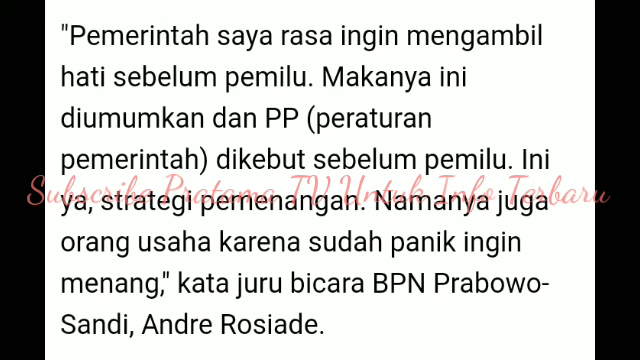 "Pemerintah saya rasa ingin mengambil
hati sebelum pemilu. Makanya ini
diumumkan dan PP (peraturan
pemerintah) dikebut sebelum pemilu. Ini
Subscribe Pratama TV Untuk Info Terbaru
ya, strategi pemenangan. Namanya juga
orang usaha karena sudah panik ingin
menang," kata juru bicara BPN Prabowo-
Sandi, Andre Rosiade.